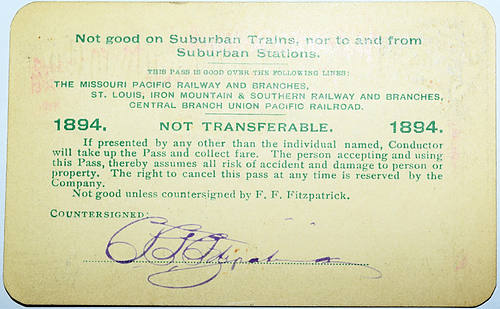 Not good on Suburban Trains, nor to and from
Suburban Stations.
THIS PASS IS GOOD OVER THE FOLLOWING LINES:
THE MISSOURI PACIFIC RAILWAY AND BRANCHES,
ST. LOUIS, IRON MOUNTAIN & SOUTHERN RAILWAY AND BRANCHES,
CENTRAL BRANCH UNION PACIFIC RAILROAD.
1894. NOT TRANSFERABLE. 1894.
If presented by any other than the individual named, Conductor
will take up the Pass and collect fare. The person accepting and using
this Pass, thereby assumes all risk of accident and damage to person or
property. The right to cancel this pass at any time is reserved by the
Company.
Not good unless countersigned by F. F. Fitzpatrick.
COUNTERSIGNED: